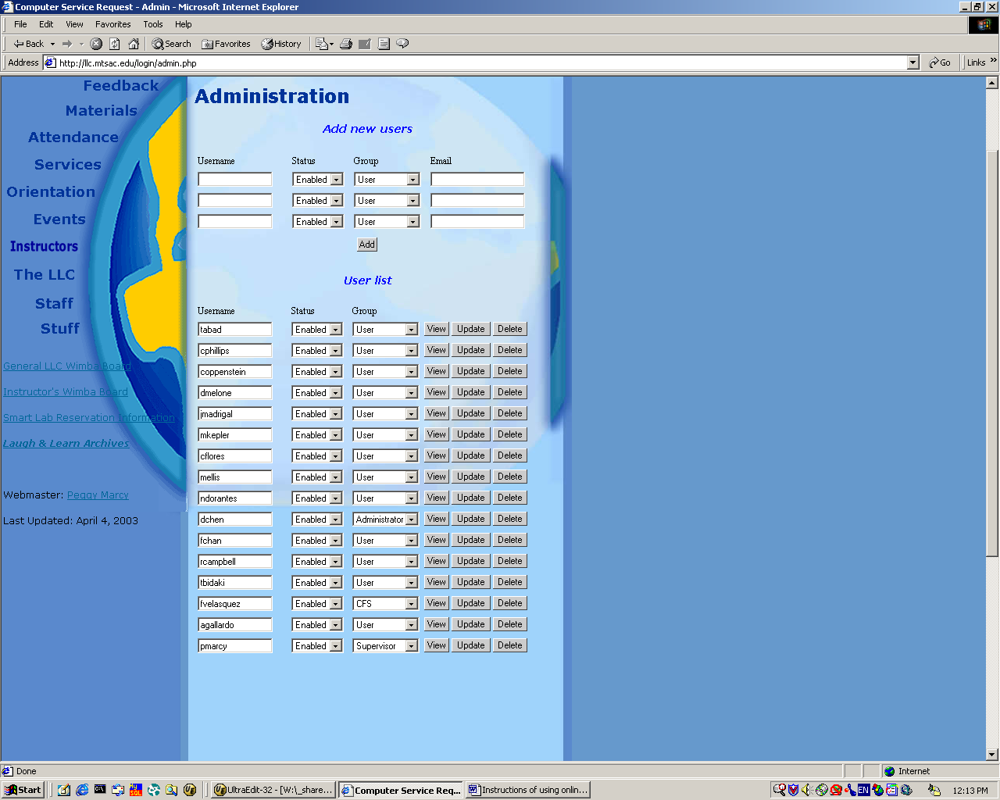 Computer Service Request - Admin - Microsoft Internet Explorer
File Edit View Favorites Tools Help
Back Search Favorites History
Address http://llc.mtsac.edu/login/admin.php Go Links »
Feedback
Materials
Attendance
Services
Orientation
Events
Instructors
The LLC
Staff
Stuff
General LLC Wimba Board
Instructor's Wimba Board
Smart Lab Reservation Information
Laugh & Learn Archives
Webmaster: Peggy Marcy
Last Updated: April 4, 2003
Administration
Add new users
Username Status Group Email
Enabled User
Enabled User
Enabled User
Add
User list
Username Status Group
tabad Enabled User View Update Delete
cphillips Enabled User View Update Delete
coppenstein Enabled User View Update Delete
dmelone Enabled User View Update Delete
jmadrigal Enabled User View Update Delete
mkepler Enabled User View Update Delete
cflores Enabled User View Update Delete
mellis Enabled User View Update Delete
ndorantes Enabled User View Update Delete
dchen Enabled Administrator View Update Delete
fchan Enabled User View Update Delete
rcampbell Enabled User View Update Delete
tbidaki Enabled User View Update Delete
fvelasquez Enabled CFS View Update Delete
agallardo Enabled User View Update Delete
pmarcy Enabled Supervisor View Update Delete
Done Internet
Start UltraEdit-32 - [W:\_share... Computer Service Req... Instructions of using onlin... EN 12:13 PM